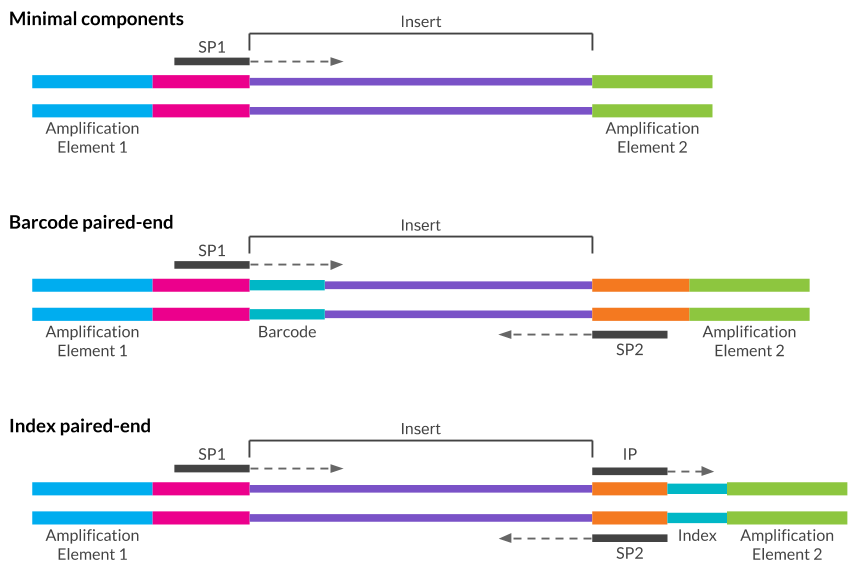 Minimal components
Insert
SP1
Amplification
Element 1
Amplification
Element 2
Barcode paired-end
Insert
SP1
Amplification
Element 1
Barcode
SP2
Amplification
Element 2
Index paired-end
Insert
SP1
IP
Amplification
Element 1
SP2
Index
Amplification
Element 2